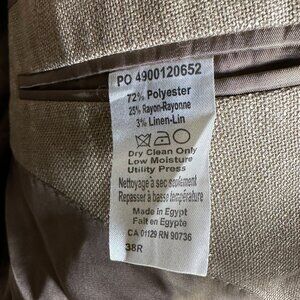 PO 4900120652
72% Polyester
25% Rayon-Rayonne
3% Linen-Lin
Dry Clean Only
Low Moisture
Utility Press
Nettoyage à sec seulement
Repasser à basse température
Made in Egypt
Fait en Egypt
CA 01129 RN 90736
38R